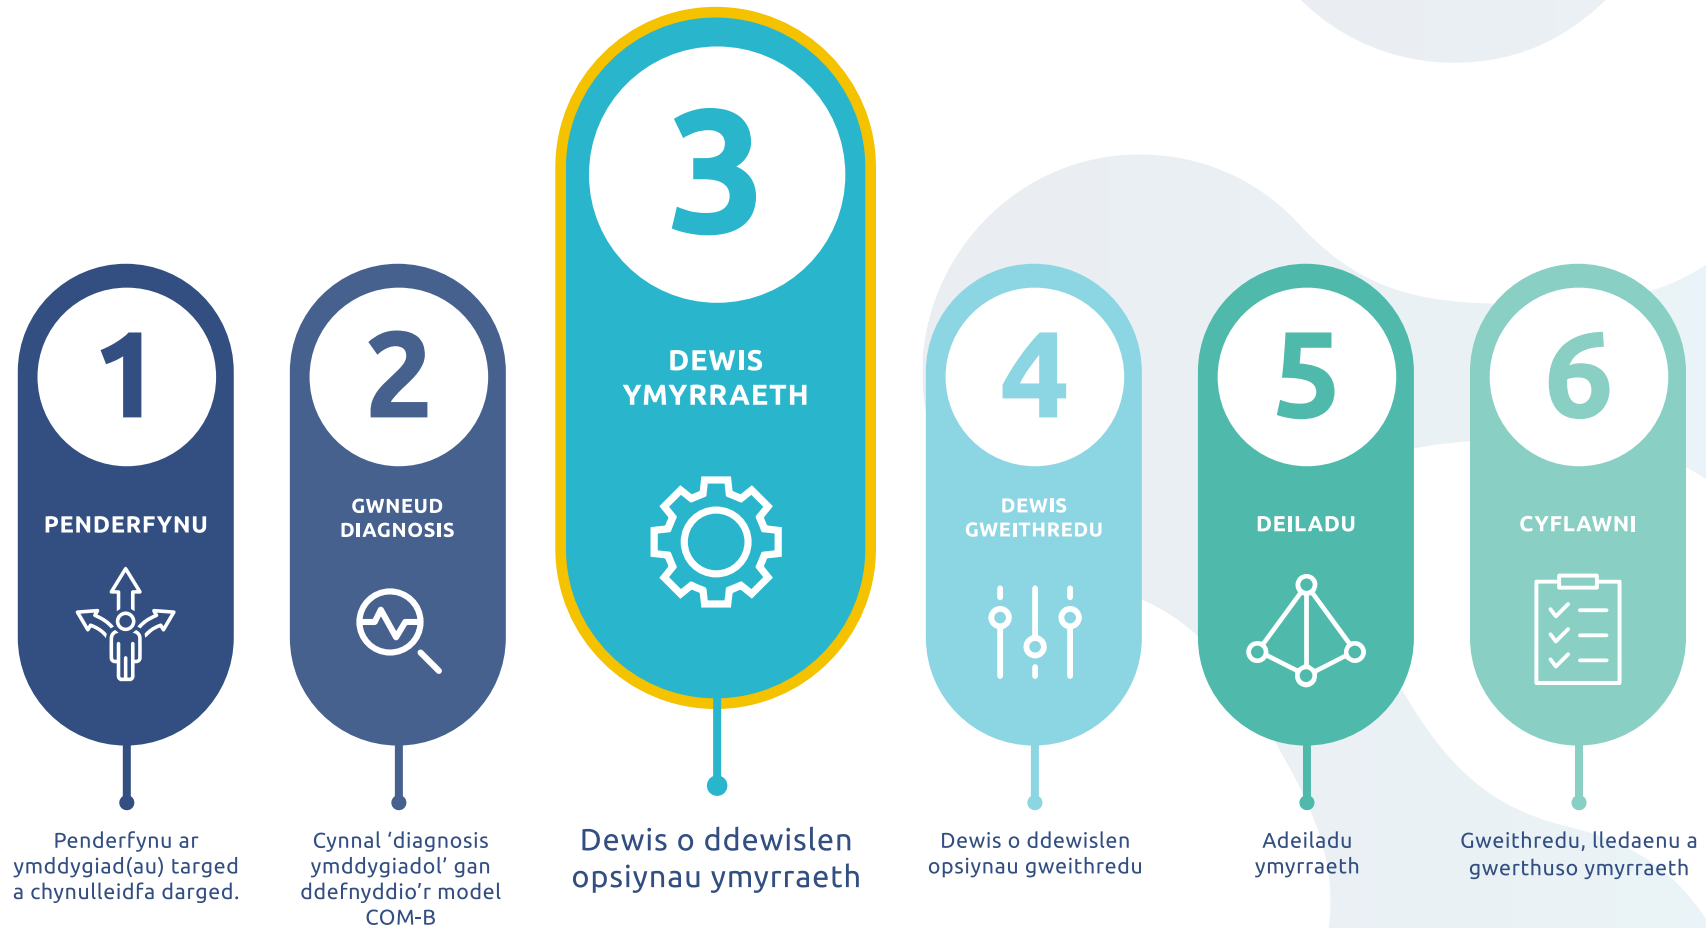 1
PENDERFYNU
Penderfynu ar
ymddygiad(au) targed
a chynulleidfa darged.
2
GWNEUD
DIAGNOSIS
Cynnal ‘diagnosis
ymddygiadol’ gan
ddefnyddio’r model
COM-B
3
DEWIS
YMYRRAETH
Dewis o ddewislen
opsiynau ymyrraeth
4
DEWIS
GWEITHREDU
Dewis o ddewislen
opsiynau gweithredu
5
DEILADU
Adeiladu
ymyrraeth
6
CYFLAWNI
Gweithredu, lledaenu a
gwerthuso ymyrraeth